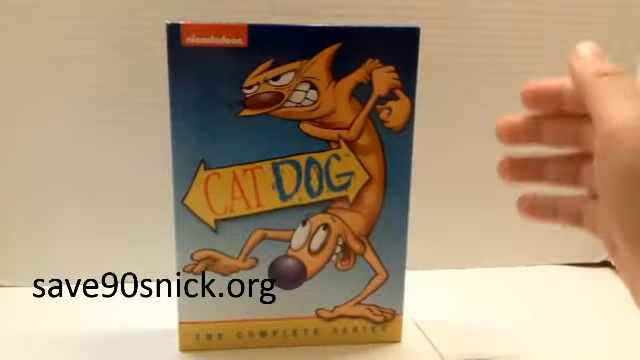 nickelodeon
CAT DOG
save90snick.org
THE COMPLETE SERIES